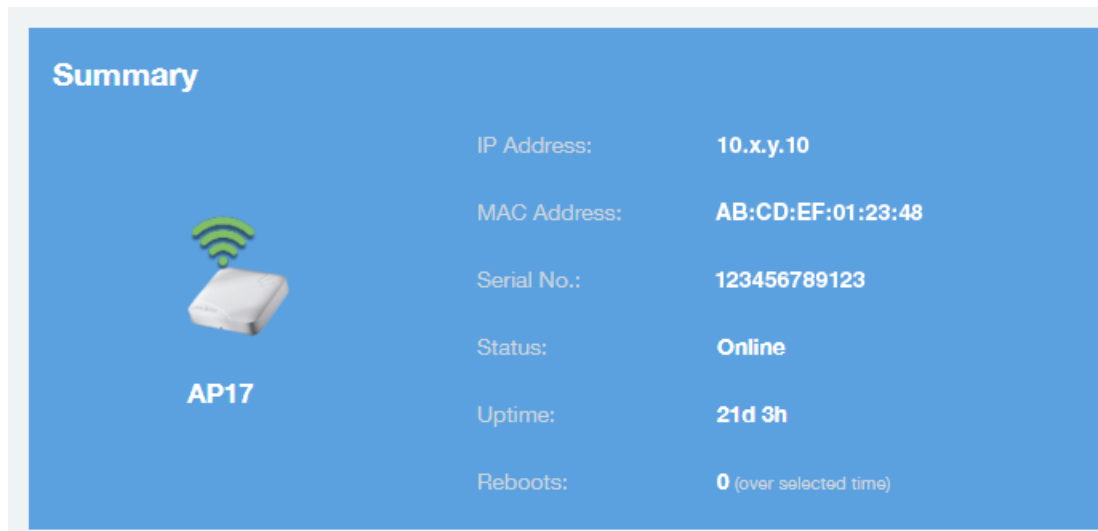 Summary
IP Address: 10.x.y.10
MAC Address: AB:CD:EF:01:23:48
Serial No.: 123456789123
Status: Online
AP17
Uptime: 21d 3h
Reboots: 0 (over selected time)